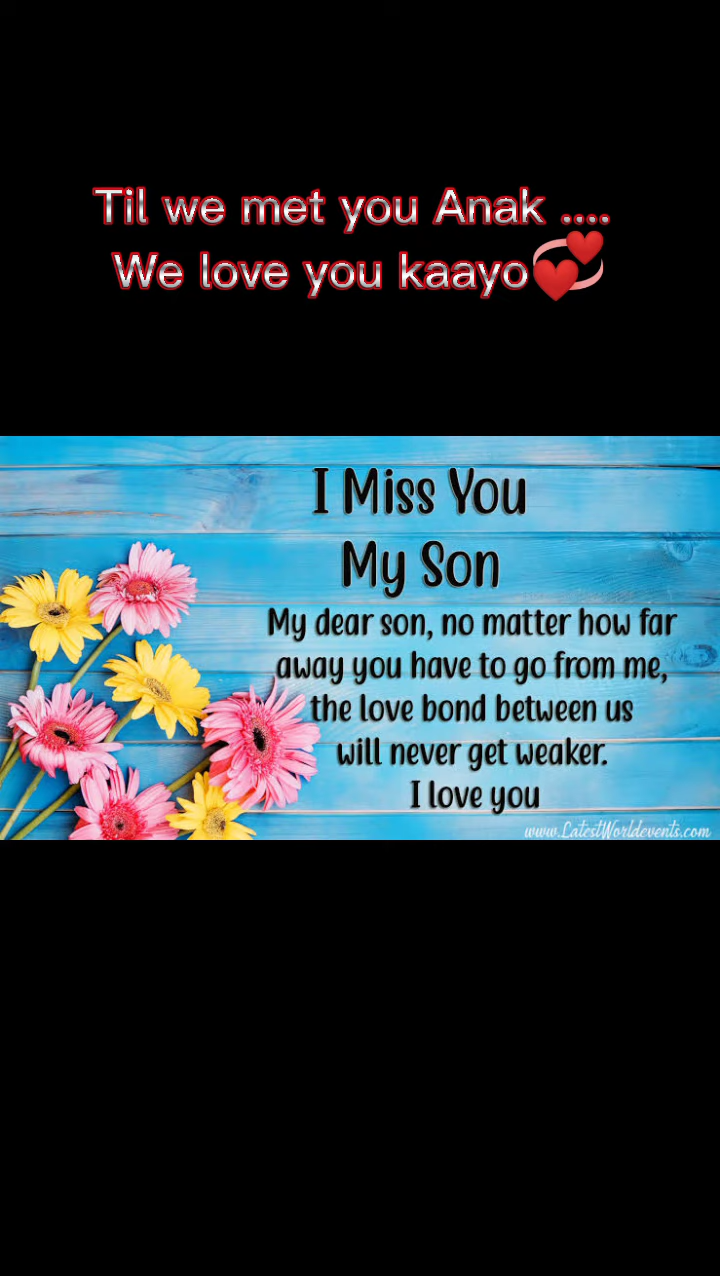 Til we met you Anak ....
We love you kaayo💞
I Miss You
My Son
My dear son, no matter how far
away you have to go from me,
the love bond between us
will never get weaker.
I love you
www.LatestWorldevents.com